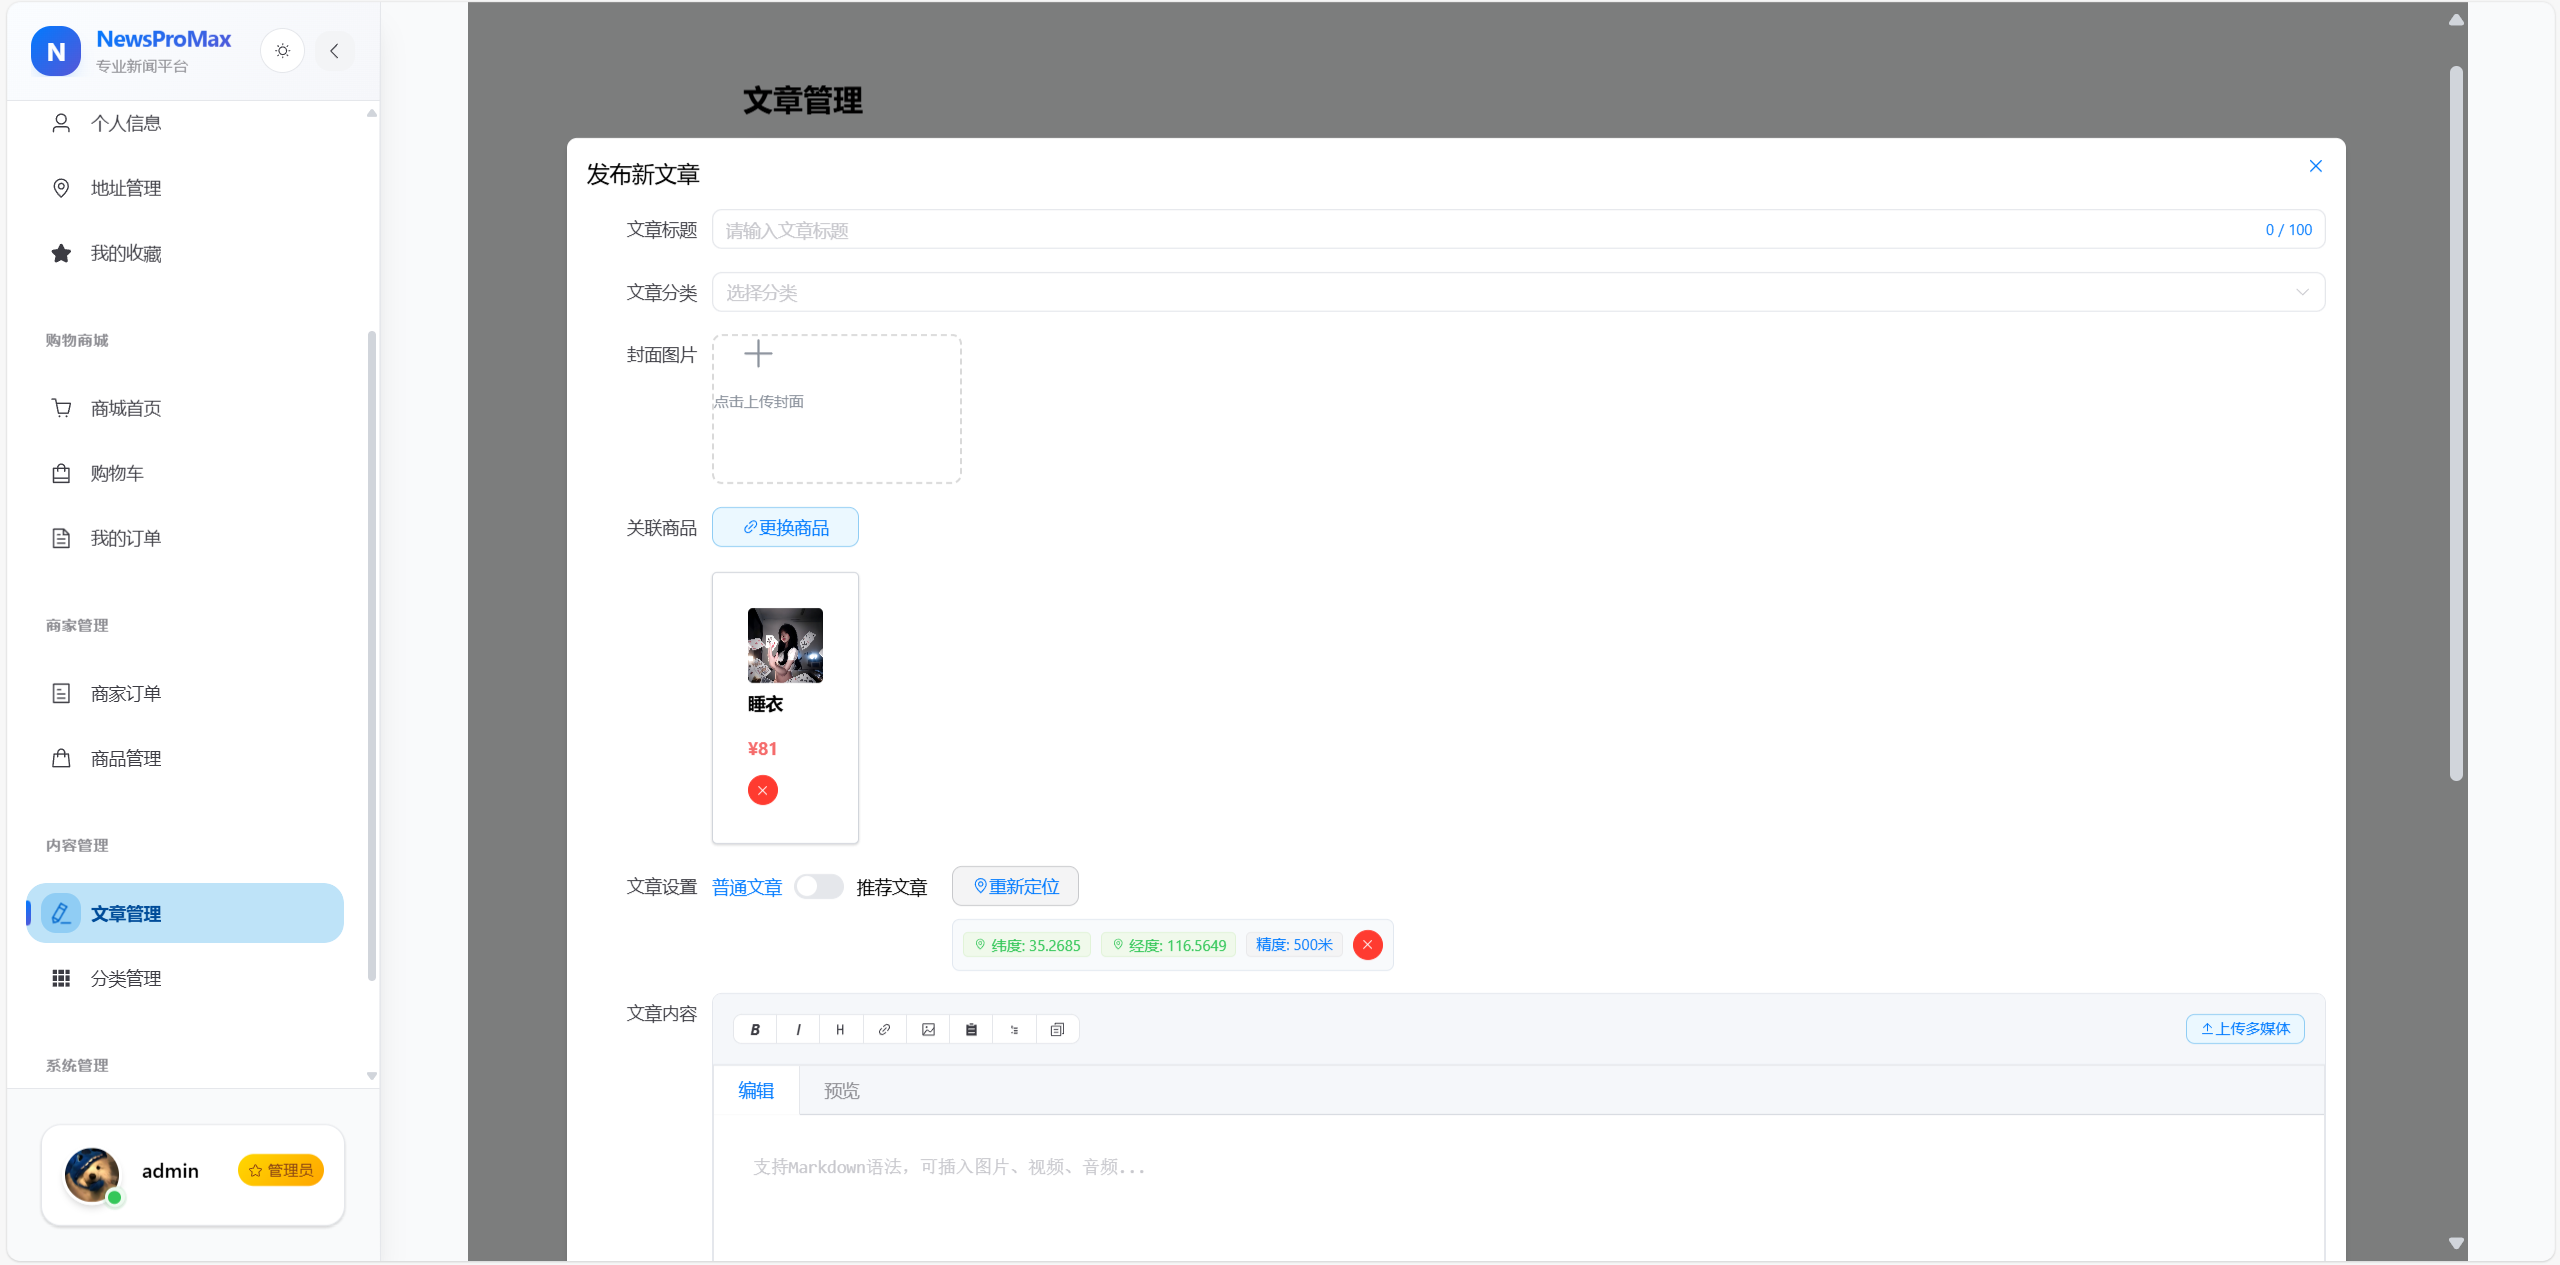 N
NewsProMax
专业新闻平台
个人信息
地址管理
我的收藏
购物商城
商城首页
购物车
我的订单
商家管理
商家订单
商品管理
内容管理
文章管理
分类管理
系统管理
admin
管理员
文章管理
发布新文章
文章标题
请输入文章标题
0 / 100
文章分类
选择分类
封面图片
点击上传封面
关联商品
更换商品
睡衣
¥81
文章设置
普通文章
推荐文章
重新定位
纬度: 35.2685
经度: 116.5649
精度: 500米
文章内容
B I H
上传多媒体
编辑
预览
支持Markdown语法，可插入图片、视频、音频...